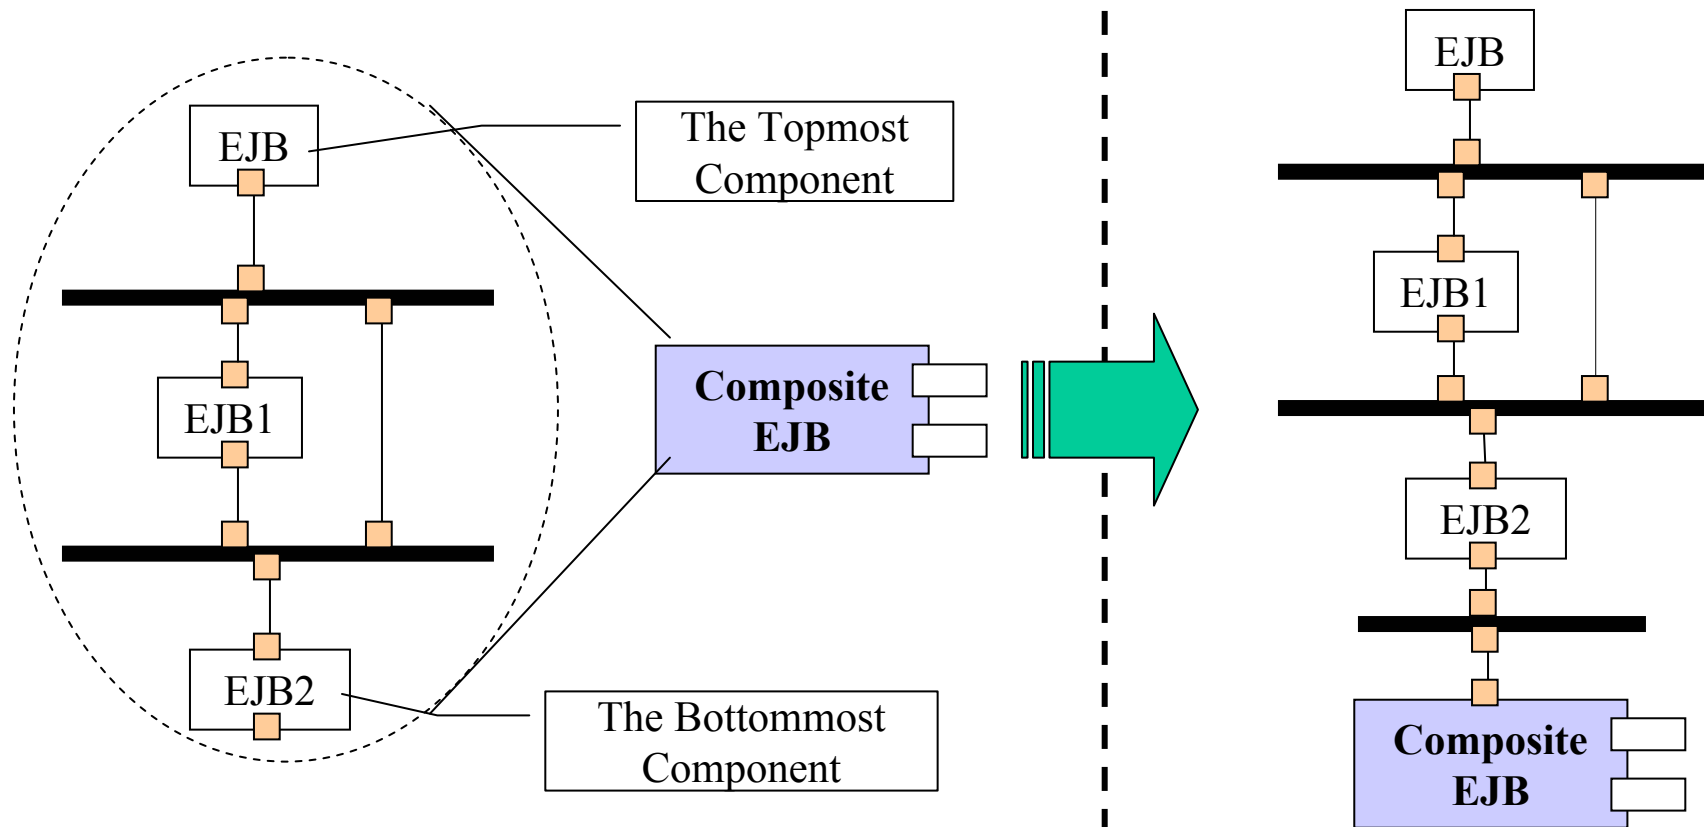 EJB
The Topmost
Component
EJB1
Composite
EJB
EJB2
The Bottommost
Component
EJB
EJB1
EJB2
Composite
EJB